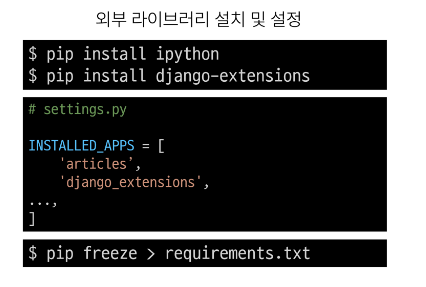 외부 라이브러리 설치 및 설정
$ pip install ipython
$ pip install django-extensions
# settings.py
INSTALLED_APPS = [
    'articles’,
    'django_extensions',
...,
]
$ pip freeze > requirements.txt